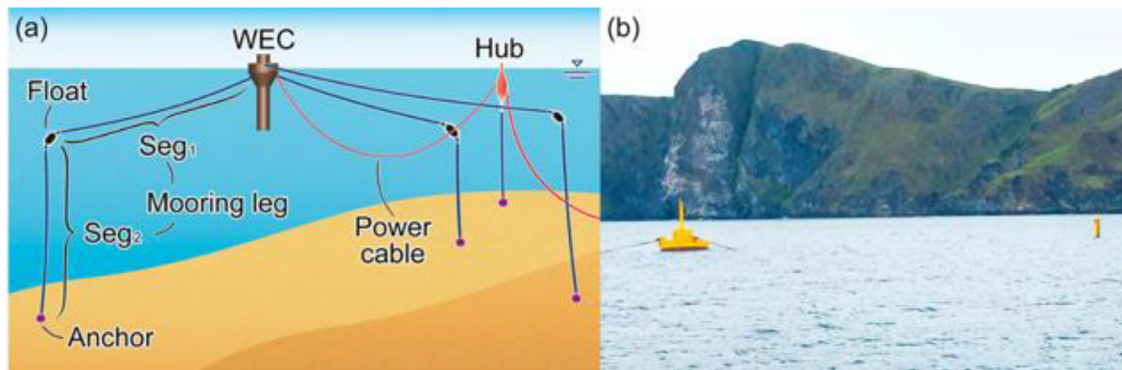 (a)
WEC
Hub
Float
Seg₁
Mooring leg
Seg₂
Power
cable
Anchor
(b)